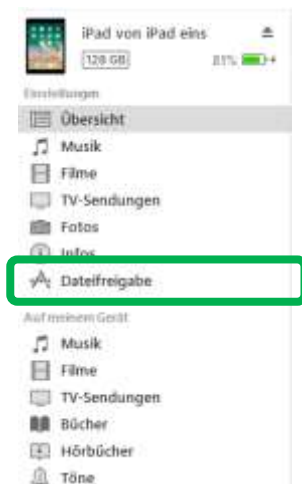 iPad von iPad eins
128 GB 81%
Einstellungen
Übersicht
Musik
Filme
TV-Sendungen
Fotos
Infos
Dateifreigabe
Auf meinem Gerät
Musik
Filme
TV-Sendungen
Bücher
Hörbücher
Töne